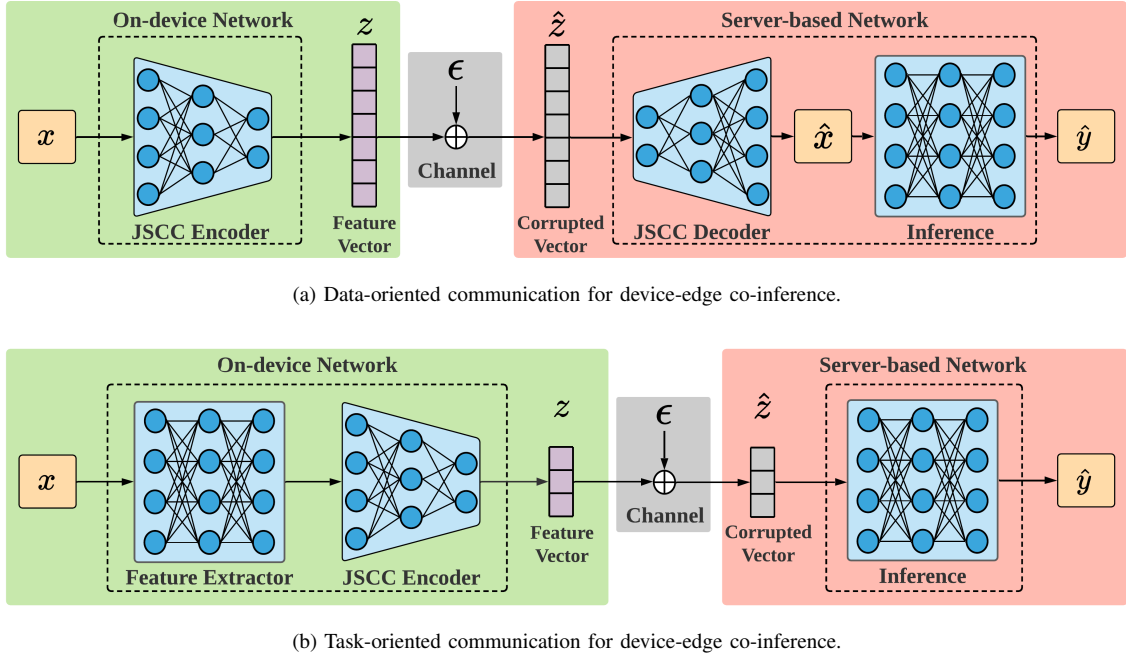 On-device Network
Server-based Network
z
ẑ
ϵ
x
x̂
ŷ
Channel
JSCC Encoder
Feature
Vector
Corrupted
Vector
JSCC Decoder
Inference
(a) Data-oriented communication for device-edge co-inference.
On-device Network
Server-based Network
z
ϵ
ẑ
x
ŷ
Channel
Feature
Vector
Corrupted
Vector
Feature Extractor
JSCC Encoder
Inference
(b) Task-oriented communication for device-edge co-inference.